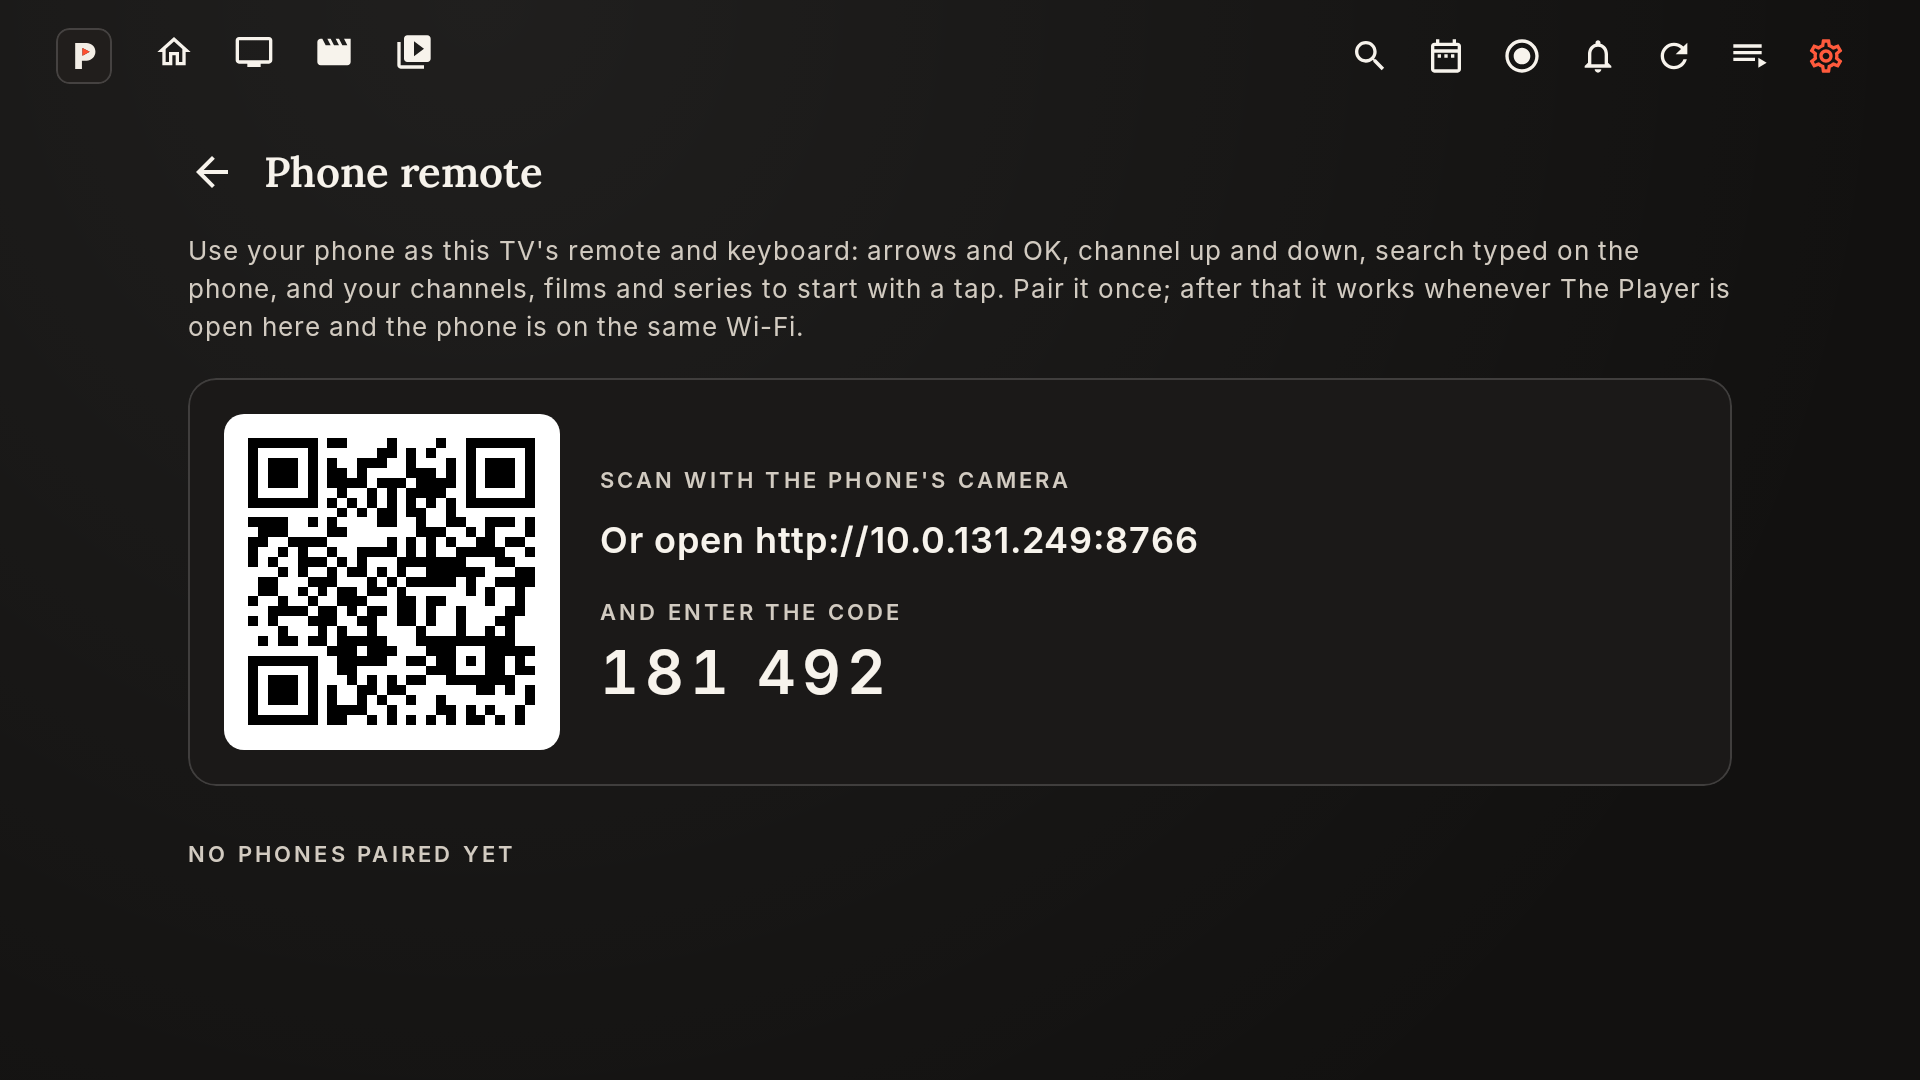 P
Phone remote
Use your phone as this TV's remote and keyboard: arrows and OK, channel up and down, search typed on the
phone, and your channels, films and series to start with a tap. Pair it once; after that it works whenever The Player is
open here and the phone is on the same Wi-Fi.
SCAN WITH THE PHONE'S CAMERA
Or open http://10.0.131.249:8766
AND ENTER THE CODE
181 492
NO PHONES PAIRED YET